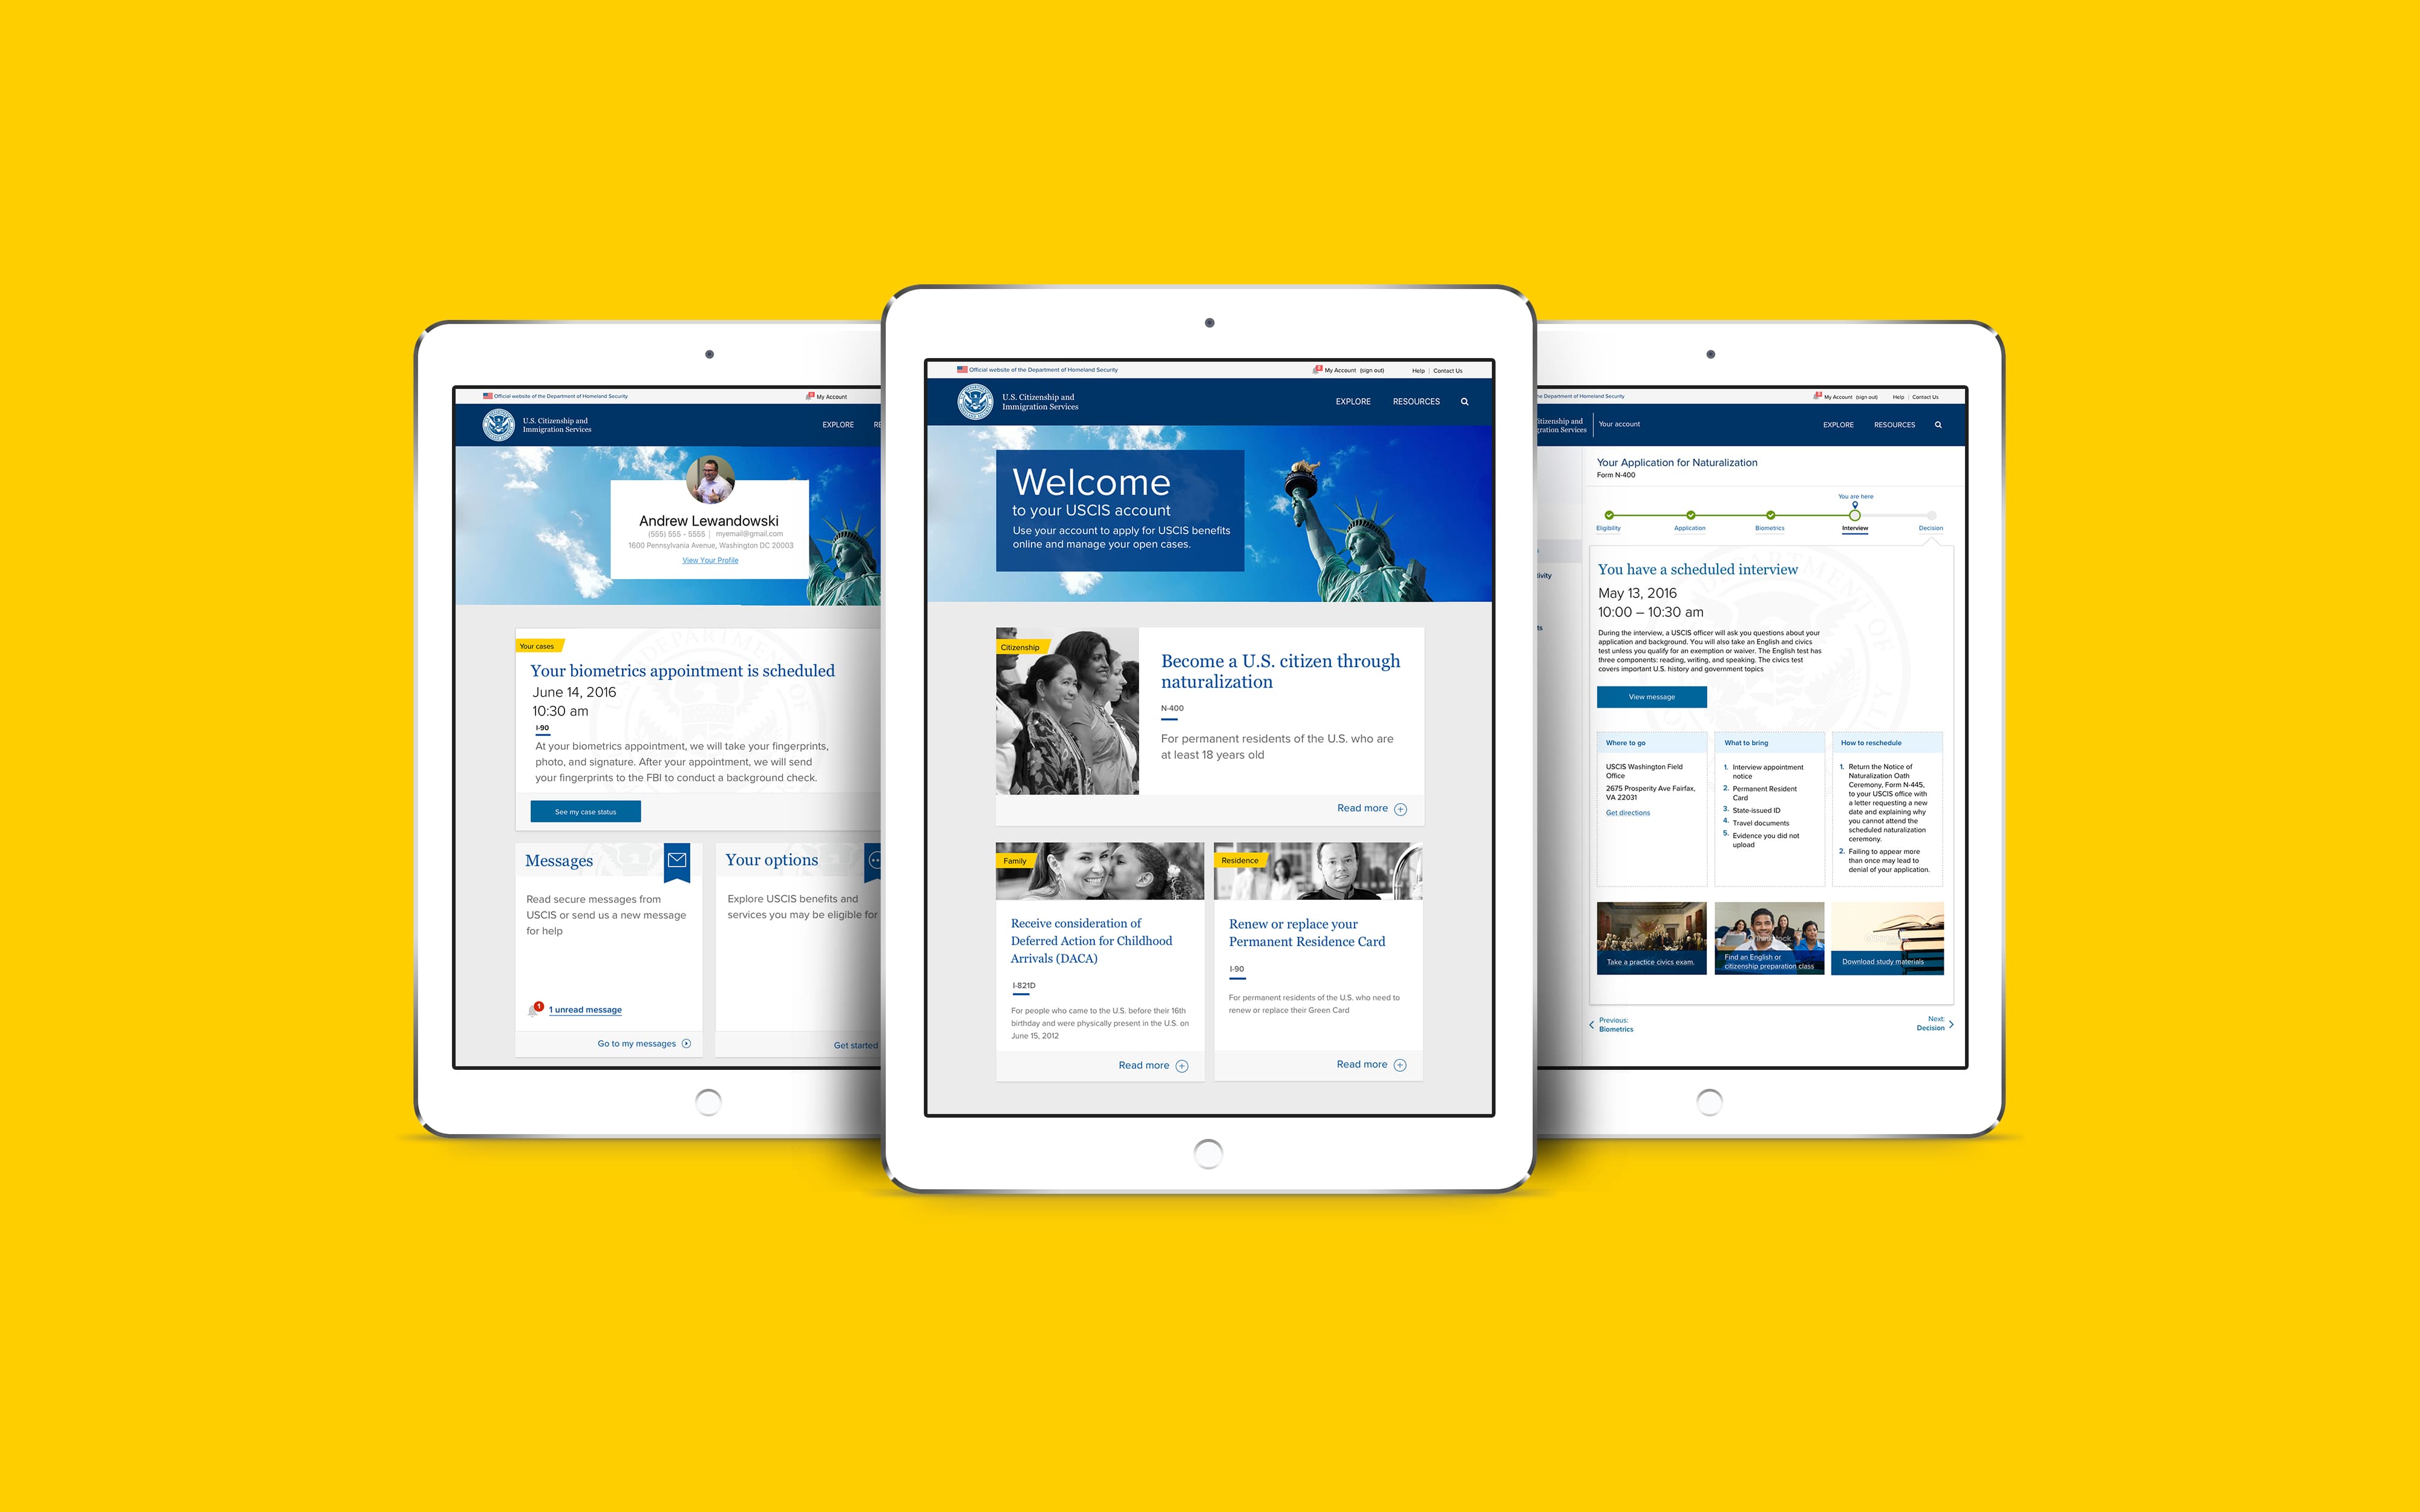 Official website of the Department of Homeland Security
My Account
U.S. Citizenship and
Immigration Services
EXPLORE
RE
Andrew Lewandowski
(555) 555 - 5555 | myemail@gmail.com
1600 Pennsylvania Avenue, Washington DC 20003
View Your Profile
Your cases
Your biometrics appointment is scheduled
June 14, 2016
10:30 am
I-90
At your biometrics appointment, we will take your fingerprints,
photo, and signature. After your appointment, we will send
your fingerprints to the FBI to conduct a background check.
See my case status
Messages
Read secure messages from
USCIS or send us a new message
for help
1
1 unread message
Go to my messages
Your options
Explore USCIS benefits and
services you may be eligible for
Get started
Official website of the Department of Homeland Security
My Account (sign out)
Help | Contact Us
U.S. Citizenship and
Immigration Services
EXPLORE
RESOURCES
Welcome
to your USCIS account
Use your account to apply for USCIS benefits
online and manage your open cases.
Citizenship
Become a U.S. citizen through
naturalization
N-400
For permanent residents of the U.S. who are
at least 18 years old
Read more
Family
Receive consideration of
Deferred Action for Childhood
Arrivals (DACA)
I-821D
For people who came to the U.S. before their 16th
birthday and were physically present in the U.S. on
June 15, 2012
Read more
Residence
Renew or replace your
Permanent Residence Card
I-90
For permanent residents of the U.S. who need to
renew or replace their Green Card
Read more
he Department of Homeland Security
My Account (sign out)
Help | Contact Us
itizenship and
gration Services
Your account
EXPLORE
RESOURCES
ivity
ts
Your Application for Naturalization
Form N-400
You are here
Eligibility
Application
Biometrics
Interview
Decision
You have a scheduled interview
May 13, 2016
10:00 – 10:30 am
During the interview, a USCIS officer will ask you questions about your
application and background. You will also take an English and civics
test unless you qualify for an exemption or waiver. The English test has
three components: reading, writing, and speaking. The civics test
covers important U.S. history and government topics
View message
Where to go
USCIS Washington Field
Office
2675 Prosperity Ave Fairfax,
VA 22031
Get directions
What to bring
1. Interview appointment
notice
2. Permanent Resident
Card
3. State-issued ID
4. Travel documents
5. Evidence you did not
upload
How to reschedule
1. Return the Notice of
Naturalization Oath
Ceremony, Form N-445,
to your USCIS office with
a letter requesting a new
date and explaining why
you cannot attend the
scheduled naturalization
ceremony.
2. Failing to appear more
than once may lead to
denial of your application.
Take a practice civics exam.
Find an English or
citizenship preparation class
Download study materials
Previous:
Biometrics
Next:
Decision